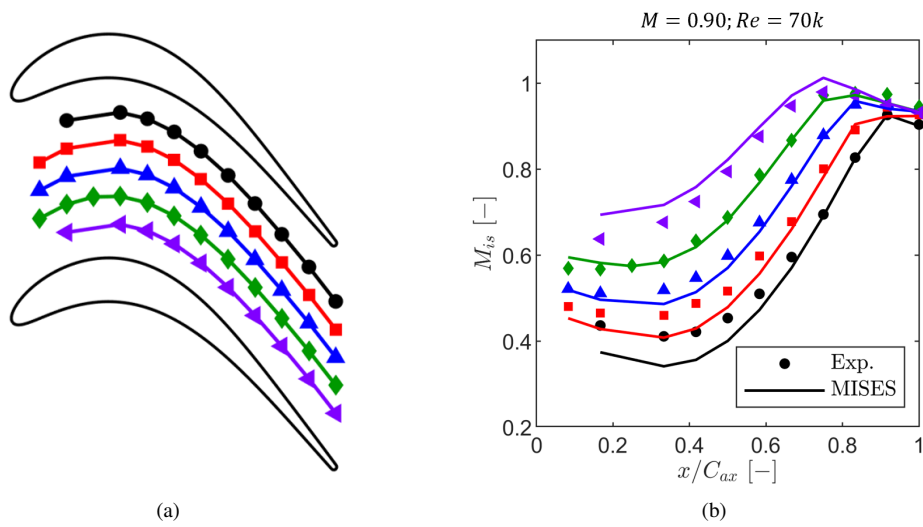 M = 0.90; Re = 70k
M_is [−]
1
0.8
0.6
0.4
0.2
0 0.2 0.4 0.6 0.8 1
x/C_ax [−]
Exp.
MISES
(a) (b)